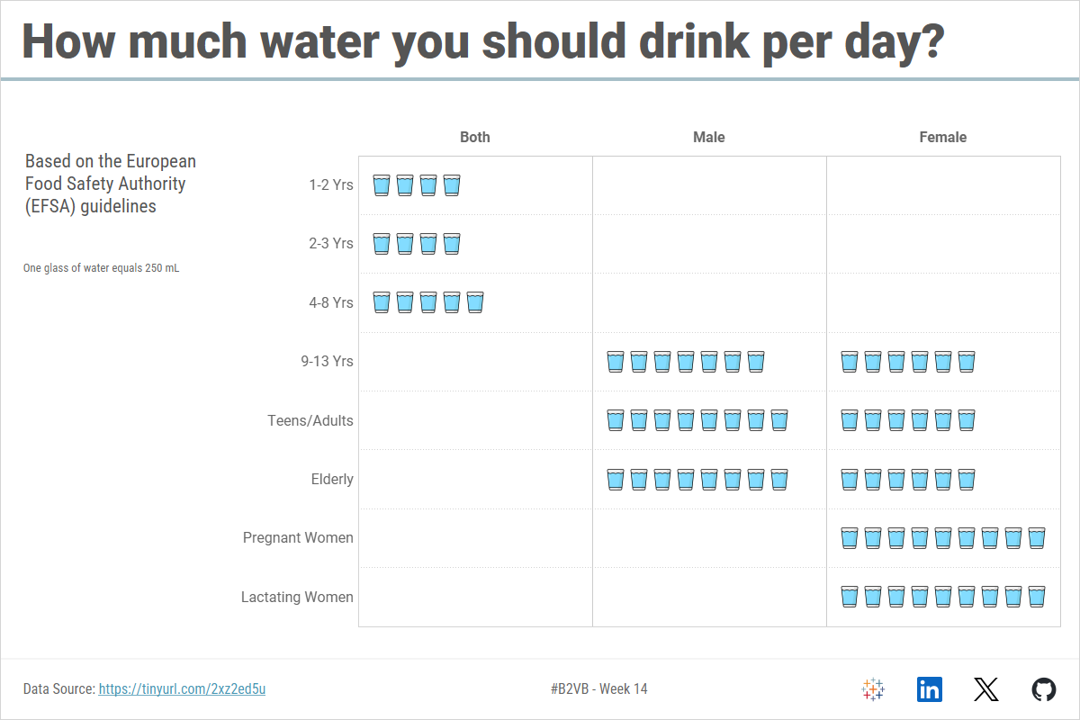 How much water you should drink per day?
Based on the European
Food Safety Authority
(EFSA) guidelines
One glass of water equals 250 mL
Both Male Female
1-2 Yrs
2-3 Yrs
4-8 Yrs
9-13 Yrs
Teens/Adults
Elderly
Pregnant Women
Lactating Women
Data Source: https://tinyurl.com/2xz2ed5u
#B2VB - Week 14
in